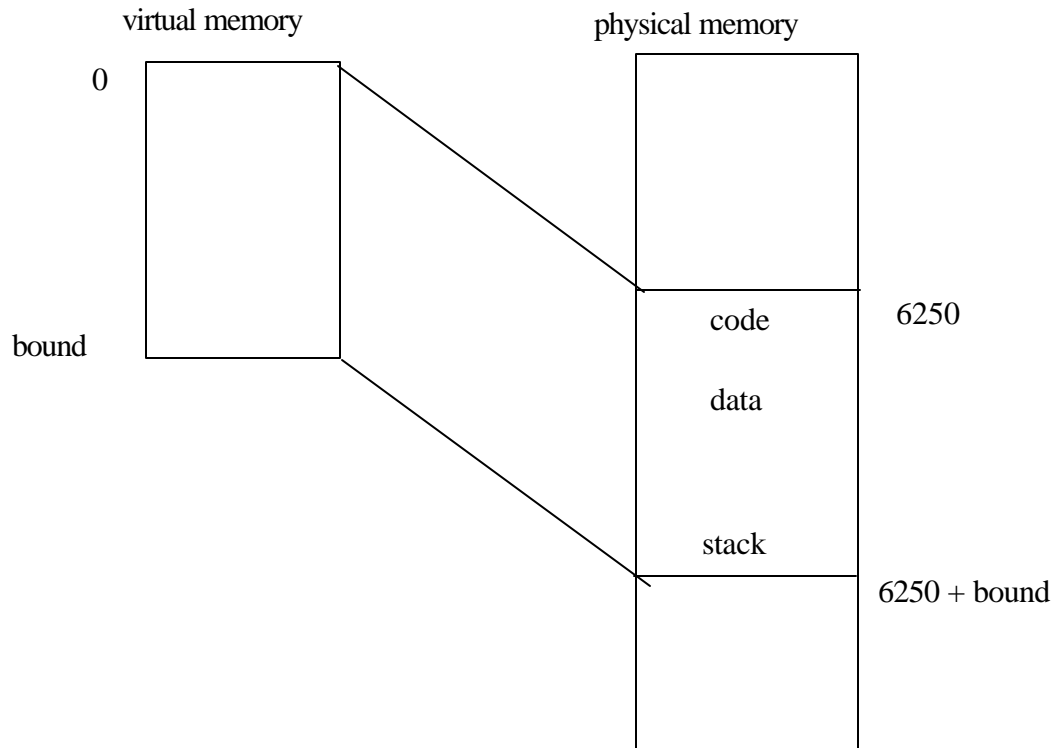 virtual memory
physical memory
0
6250
code
bound
data
stack
6250 + bound